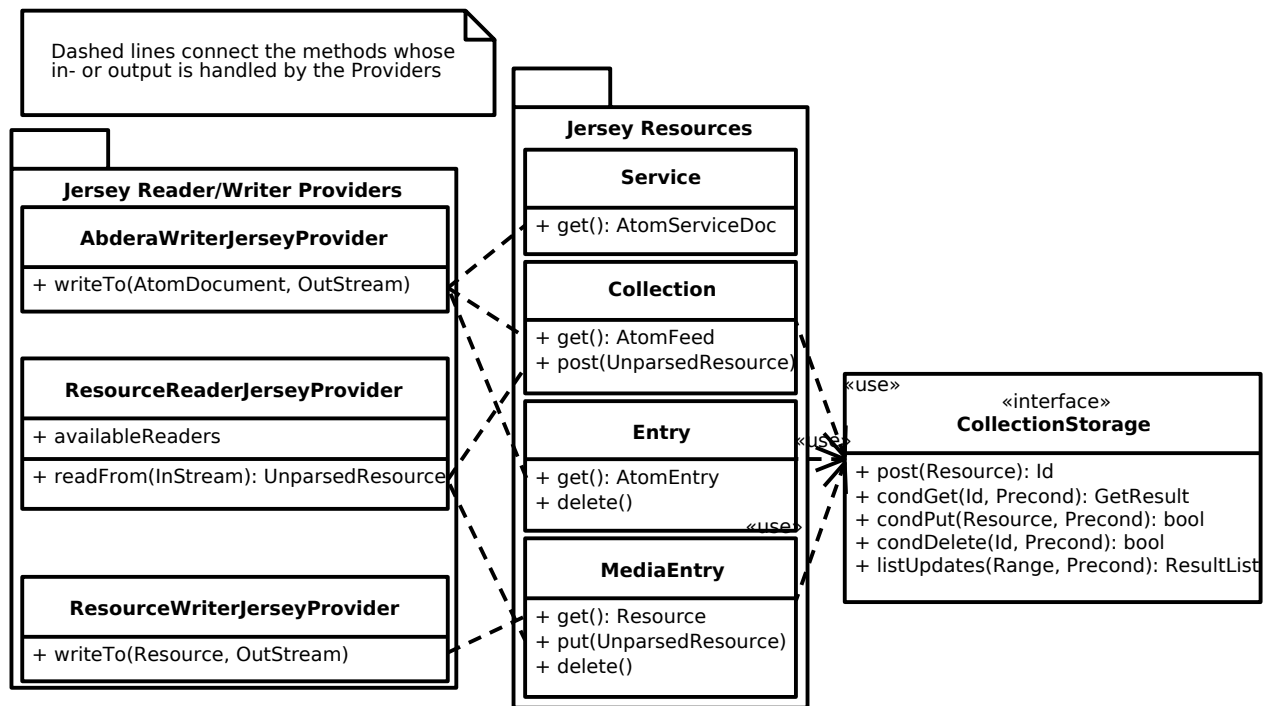 Dashed lines connect the methods whose
in- or output is handled by the Providers
Jersey Reader/Writer Providers
AbderaWriterJerseyProvider
+ writeTo(AtomDocument, OutStream)
ResourceReaderJerseyProvider
+ availableReaders
+ readFrom(InStream): UnparsedResource
ResourceWriterJerseyProvider
+ writeTo(Resource, OutStream)
Jersey Resources
Service
+ get(): AtomServiceDoc
Collection
+ get(): AtomFeed
+ post(UnparsedResource)
Entry
+ get(): AtomEntry
+ delete()
MediaEntry
+ get(): Resource
+ put(UnparsedResource)
+ delete()
«use»
«use»
«use»
«interface»
CollectionStorage
+ post(Resource): Id
+ condGet(Id, Precond): GetResult
+ condPut(Resource, Precond): bool
+ condDelete(Id, Precond): bool
+ listUpdates(Range, Precond): ResultList